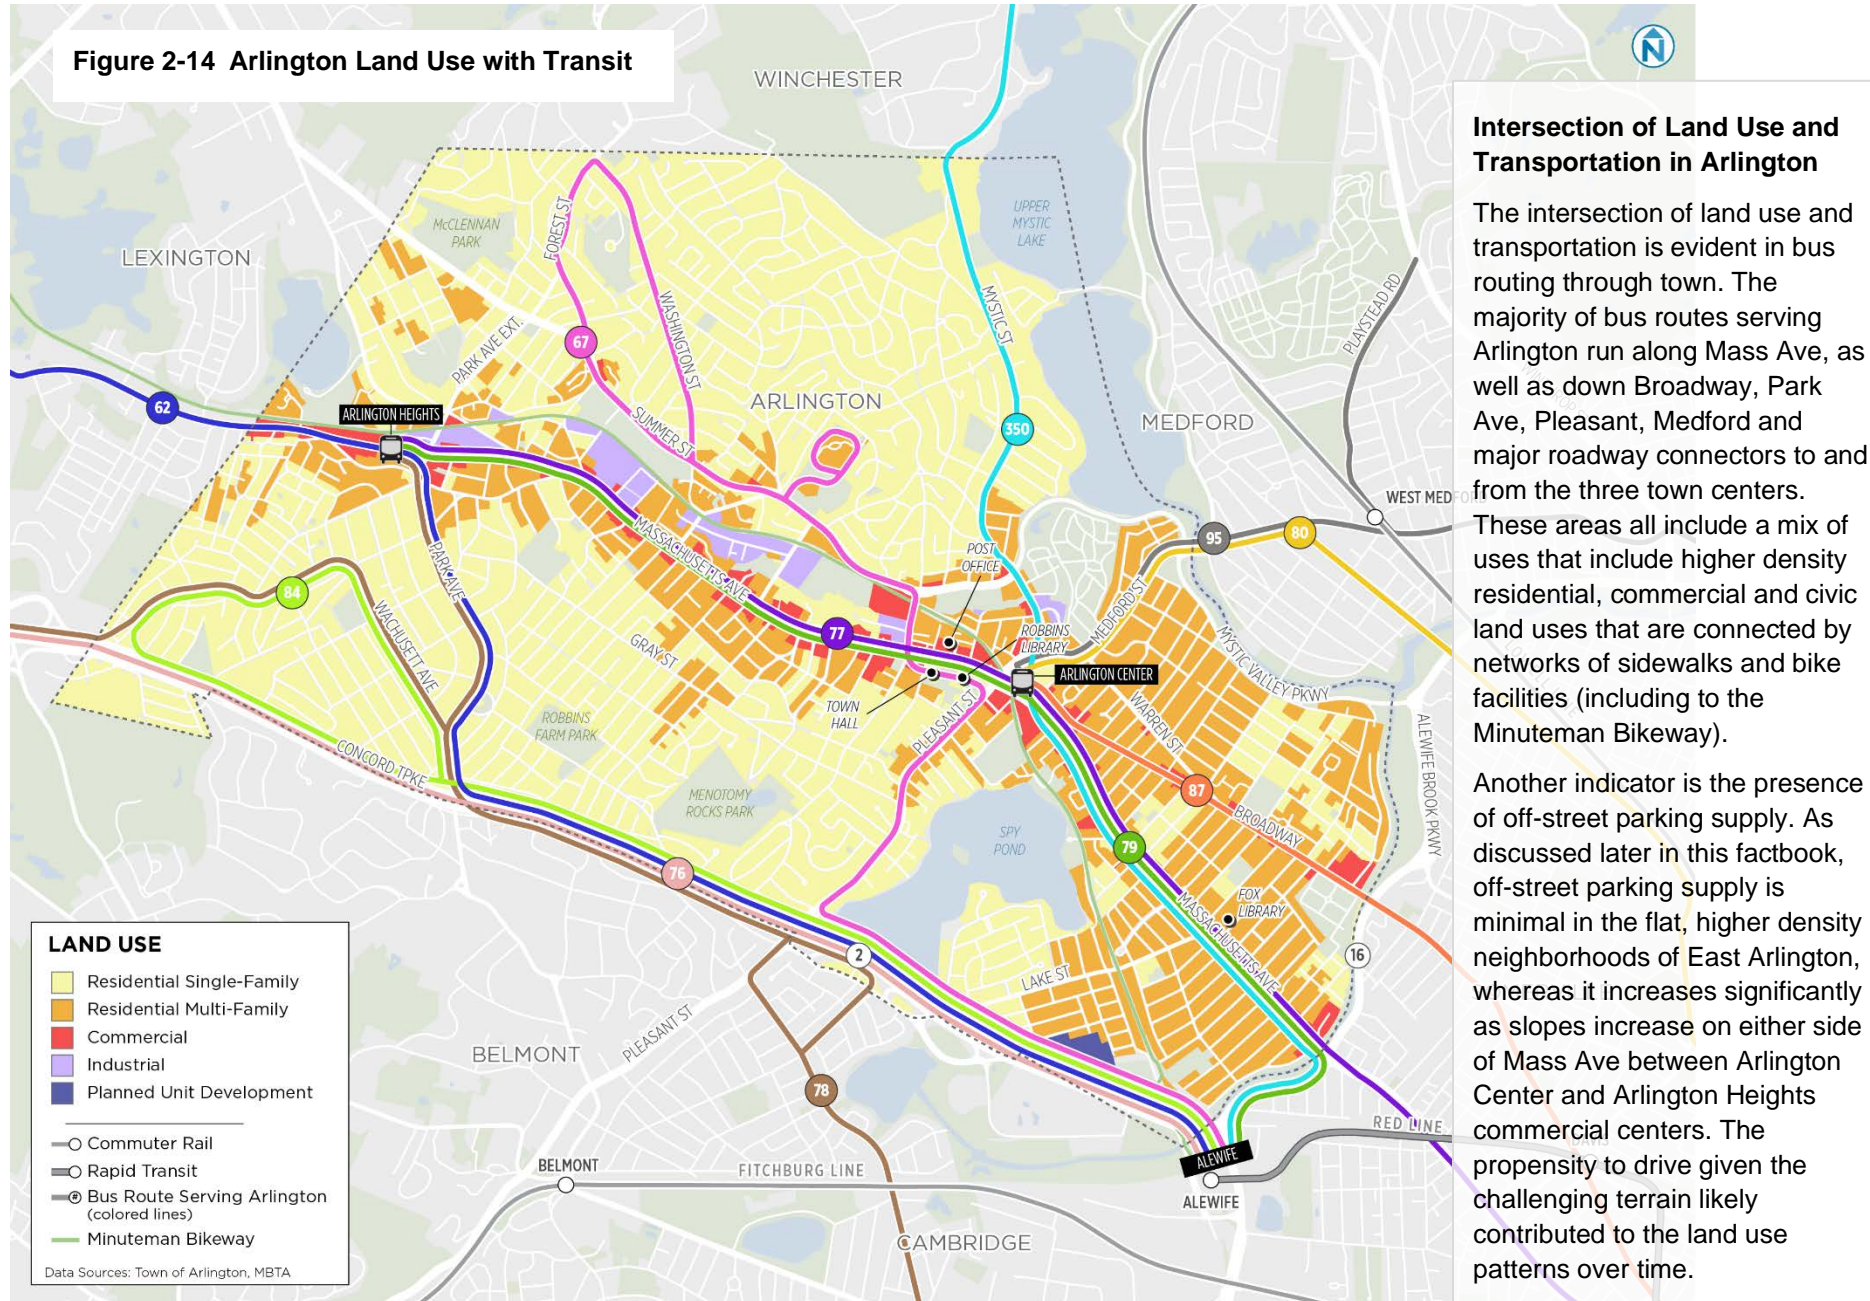 Figure 2-14 Arlington Land Use with Transit
WINCHESTER
N
Intersection of Land Use and
Transportation in Arlington
The intersection of land use and
transportation is evident in bus
routing through town. The
majority of bus routes serving
Arlington run along Mass Ave, as
well as down Broadway, Park
Ave, Pleasant, Medford and
major roadway connectors to and
from the three town centers.
These areas all include a mix of
uses that include higher density
residential, commercial and civic
land uses that are connected by
networks of sidewalks and bike
facilities (including to the
Minuteman Bikeway).
Another indicator is the presence
of off-street parking supply. As
discussed later in this factbook,
off-street parking supply is
minimal in the flat, higher density
neighborhoods of East Arlington,
whereas it increases significantly
as slopes increase on either side
of Mass Ave between Arlington
Center and Arlington Heights
commercial centers. The
propensity to drive given the
challenging terrain likely
contributed to the land use
patterns over time.
LEXINGTON
McCLENNAN
PARK
FOREST ST
UPPER
MYSTIC
LAKE
WASHINGTON ST
MYSTIC ST
PLAYSTEAD RD
PARK AVE EXT.
67
62
ARLINGTON HEIGHTS
SUMMER ST
ARLINGTON
350
MEDFORD
WEST MEDFORD
95
80
84
WACHUSETT AVE
PARK AVE
MASSACHUSETTS AVE
77
GRAY ST
POST
OFFICE
ROBBINS
LIBRARY
MEDFORD ST
ARLINGTON CENTER
MYSTIC VALLEY PKWY
TOWN
HALL
PLEASANT ST
WARREN ST
ROBBINS
FARM PARK
CONCORD TPKE
MENOTOMY
ROCKS PARK
SPY
POND
87
BROADWAY
ALEWIFE BROOK PKWY
79
76
FOX
LIBRARY
MASSACHUSETTS AVE
2
16
LAKE ST
PLEASANT ST
BELMONT
78
RED LINE
DAVIS
ALEWIFE
ALEWIFE
BELMONT
FITCHBURG LINE
CAMBRIDGE
LAND USE
Residential Single-Family
Residential Multi-Family
Commercial
Industrial
Planned Unit Development
Commuter Rail
Rapid Transit
# Bus Route Serving Arlington
(colored lines)
Minuteman Bikeway
Data Sources: Town of Arlington, MBTA